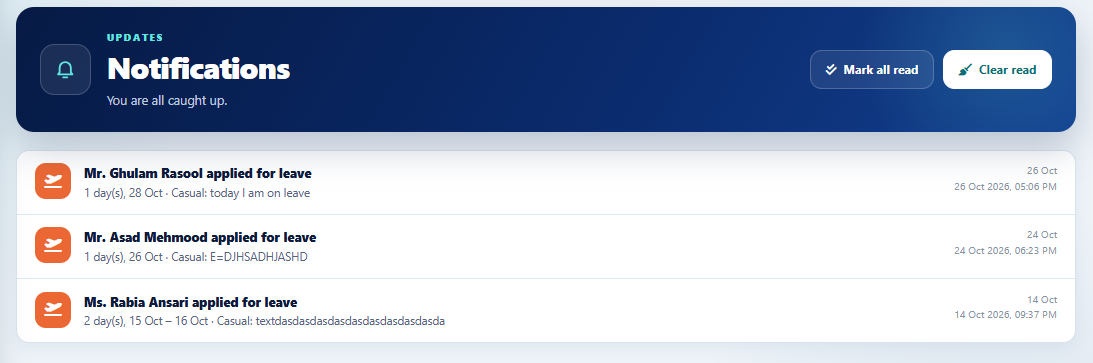 UPDATES
Notifications
You are all caught up.
Mark all read
Clear read
Mr. Ghulam Rasool applied for leave
26 Oct
1 day(s), 28 Oct · Casual: today I am on leave
26 Oct 2026, 05:06 PM
Mr. Asad Mehmood applied for leave
24 Oct
1 day(s), 26 Oct · Casual: E=DJHSADHJASHD
24 Oct 2026, 06:23 PM
Ms. Rabia Ansari applied for leave
14 Oct
2 day(s), 15 Oct – 16 Oct · Casual: textdasdasdasdasdasdasdasdasdasda
14 Oct 2026, 09:37 PM